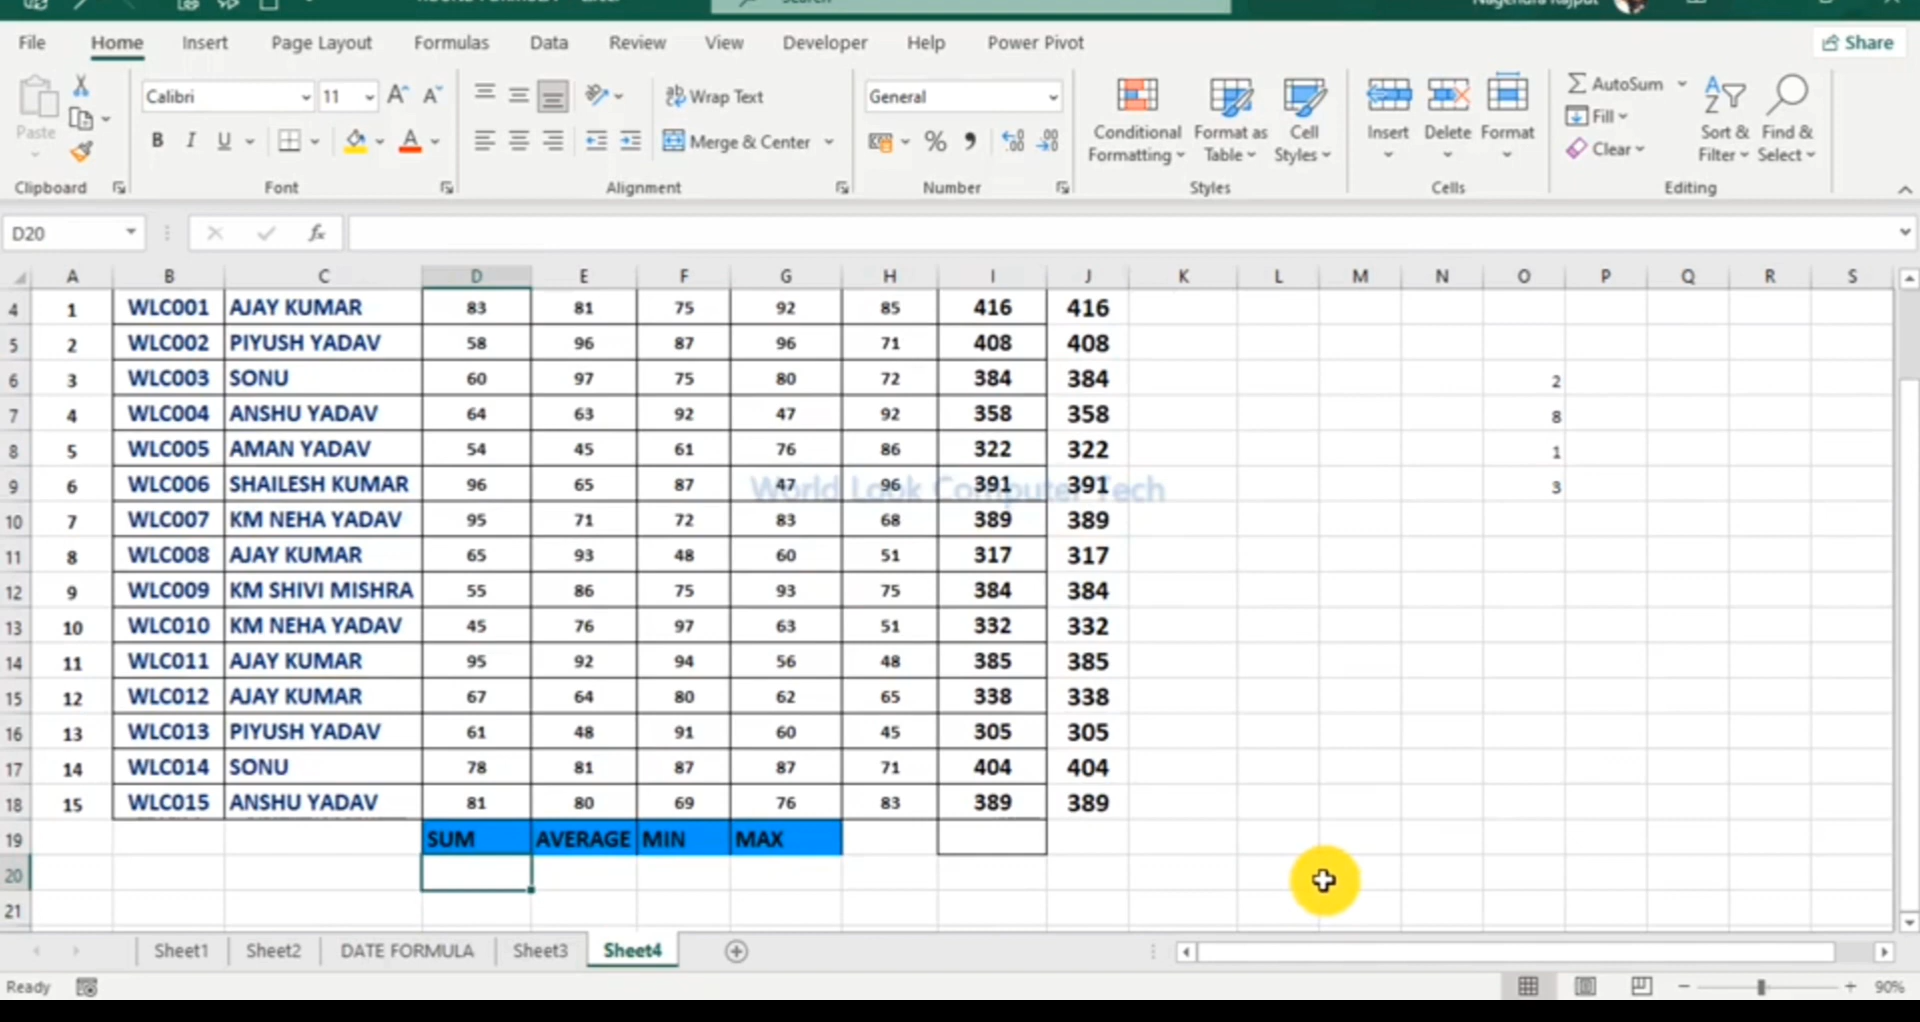 File Home Insert Page Layout Formulas Data Review View Developer Help Power Pivot Share
Paste Calibri 11 Wrap Text General Conditional Formatting Format as Table Cell Styles Insert Delete Format AutoSum Fill Clear Sort & Filter Find & Select
B I U Merge & Center %
Clipboard Font Alignment Number Styles Cells Editing
D20 fx
A B C D E F G H I J K L M N O P Q R S
4 1 WLC001 AJAY KUMAR 83 81 75 92 85 416 416
5 2 WLC002 PIYUSH YADAV 58 96 87 96 71 408 408
6 3 WLC003 SONU 60 97 75 80 72 384 384 2
7 4 WLC004 ANSHU YADAV 64 63 92 47 92 358 358 8
8 5 WLC005 AMAN YADAV 54 45 61 76 86 322 322 1
9 6 WLC006 SHAILESH KUMAR 96 65 87 47 96 391 391 3
World Look Computer Tech
10 7 WLC007 KM NEHA YADAV 95 71 72 83 68 389 389
11 8 WLC008 AJAY KUMAR 65 93 48 60 51 317 317
12 9 WLC009 KM SHIVI MISHRA 55 86 75 93 75 384 384
13 10 WLC010 KM NEHA YADAV 45 76 97 63 51 332 332
14 11 WLC011 AJAY KUMAR 95 92 94 56 48 385 385
15 12 WLC012 AJAY KUMAR 67 64 80 62 65 338 338
16 13 WLC013 PIYUSH YADAV 61 48 91 60 45 305 305
17 14 WLC014 SONU 78 81 87 87 71 404 404
18 15 WLC015 ANSHU YADAV 81 80 69 76 83 389 389
19 SUM AVERAGE MIN MAX
20
21
Sheet1 Sheet2 DATE FORMULA Sheet3 Sheet4
Ready 90%